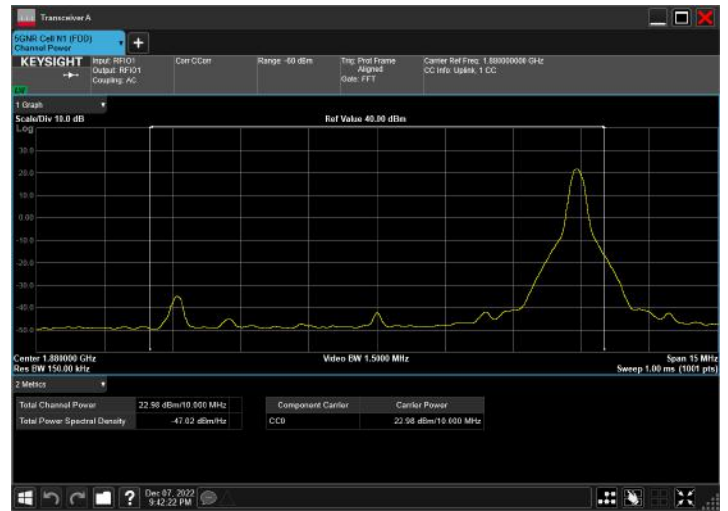 Transceiver A
5GNR Cell N1 (FDD)
Channel Power
KEYSIGHT
Input: RFIO1
Output: RFIO1
Coupling: AC
Corr CCorr
Range -60 dBm
Trig: Prot Frame
Aligned
Gate: FFT
Carrier Ref Freq: 1.880000000 GHz
CC Info: Uplink, 1 CC
1 Graph
Scale/Div 10.0 dB
Ref Value 40.00 dBm
Log
30.0
20.0
10.0
0.00
-10.0
-20.0
-30.0
-40.0
-50.0
Center 1.880000 GHz
Video BW 1.5000 MHz
Span 15 MHz
Res BW 150.00 kHz
Sweep 1.00 ms (1001 pts)
2 Metrics
Total Channel Power 22.98 dBm/10.000 MHz
Total Power Spectral Density -47.02 dBm/Hz
Component Carrier Carrier Power
CC0 22.98 dBm/10.000 MHz
?
Dec 07, 2022
9:42:22 PM